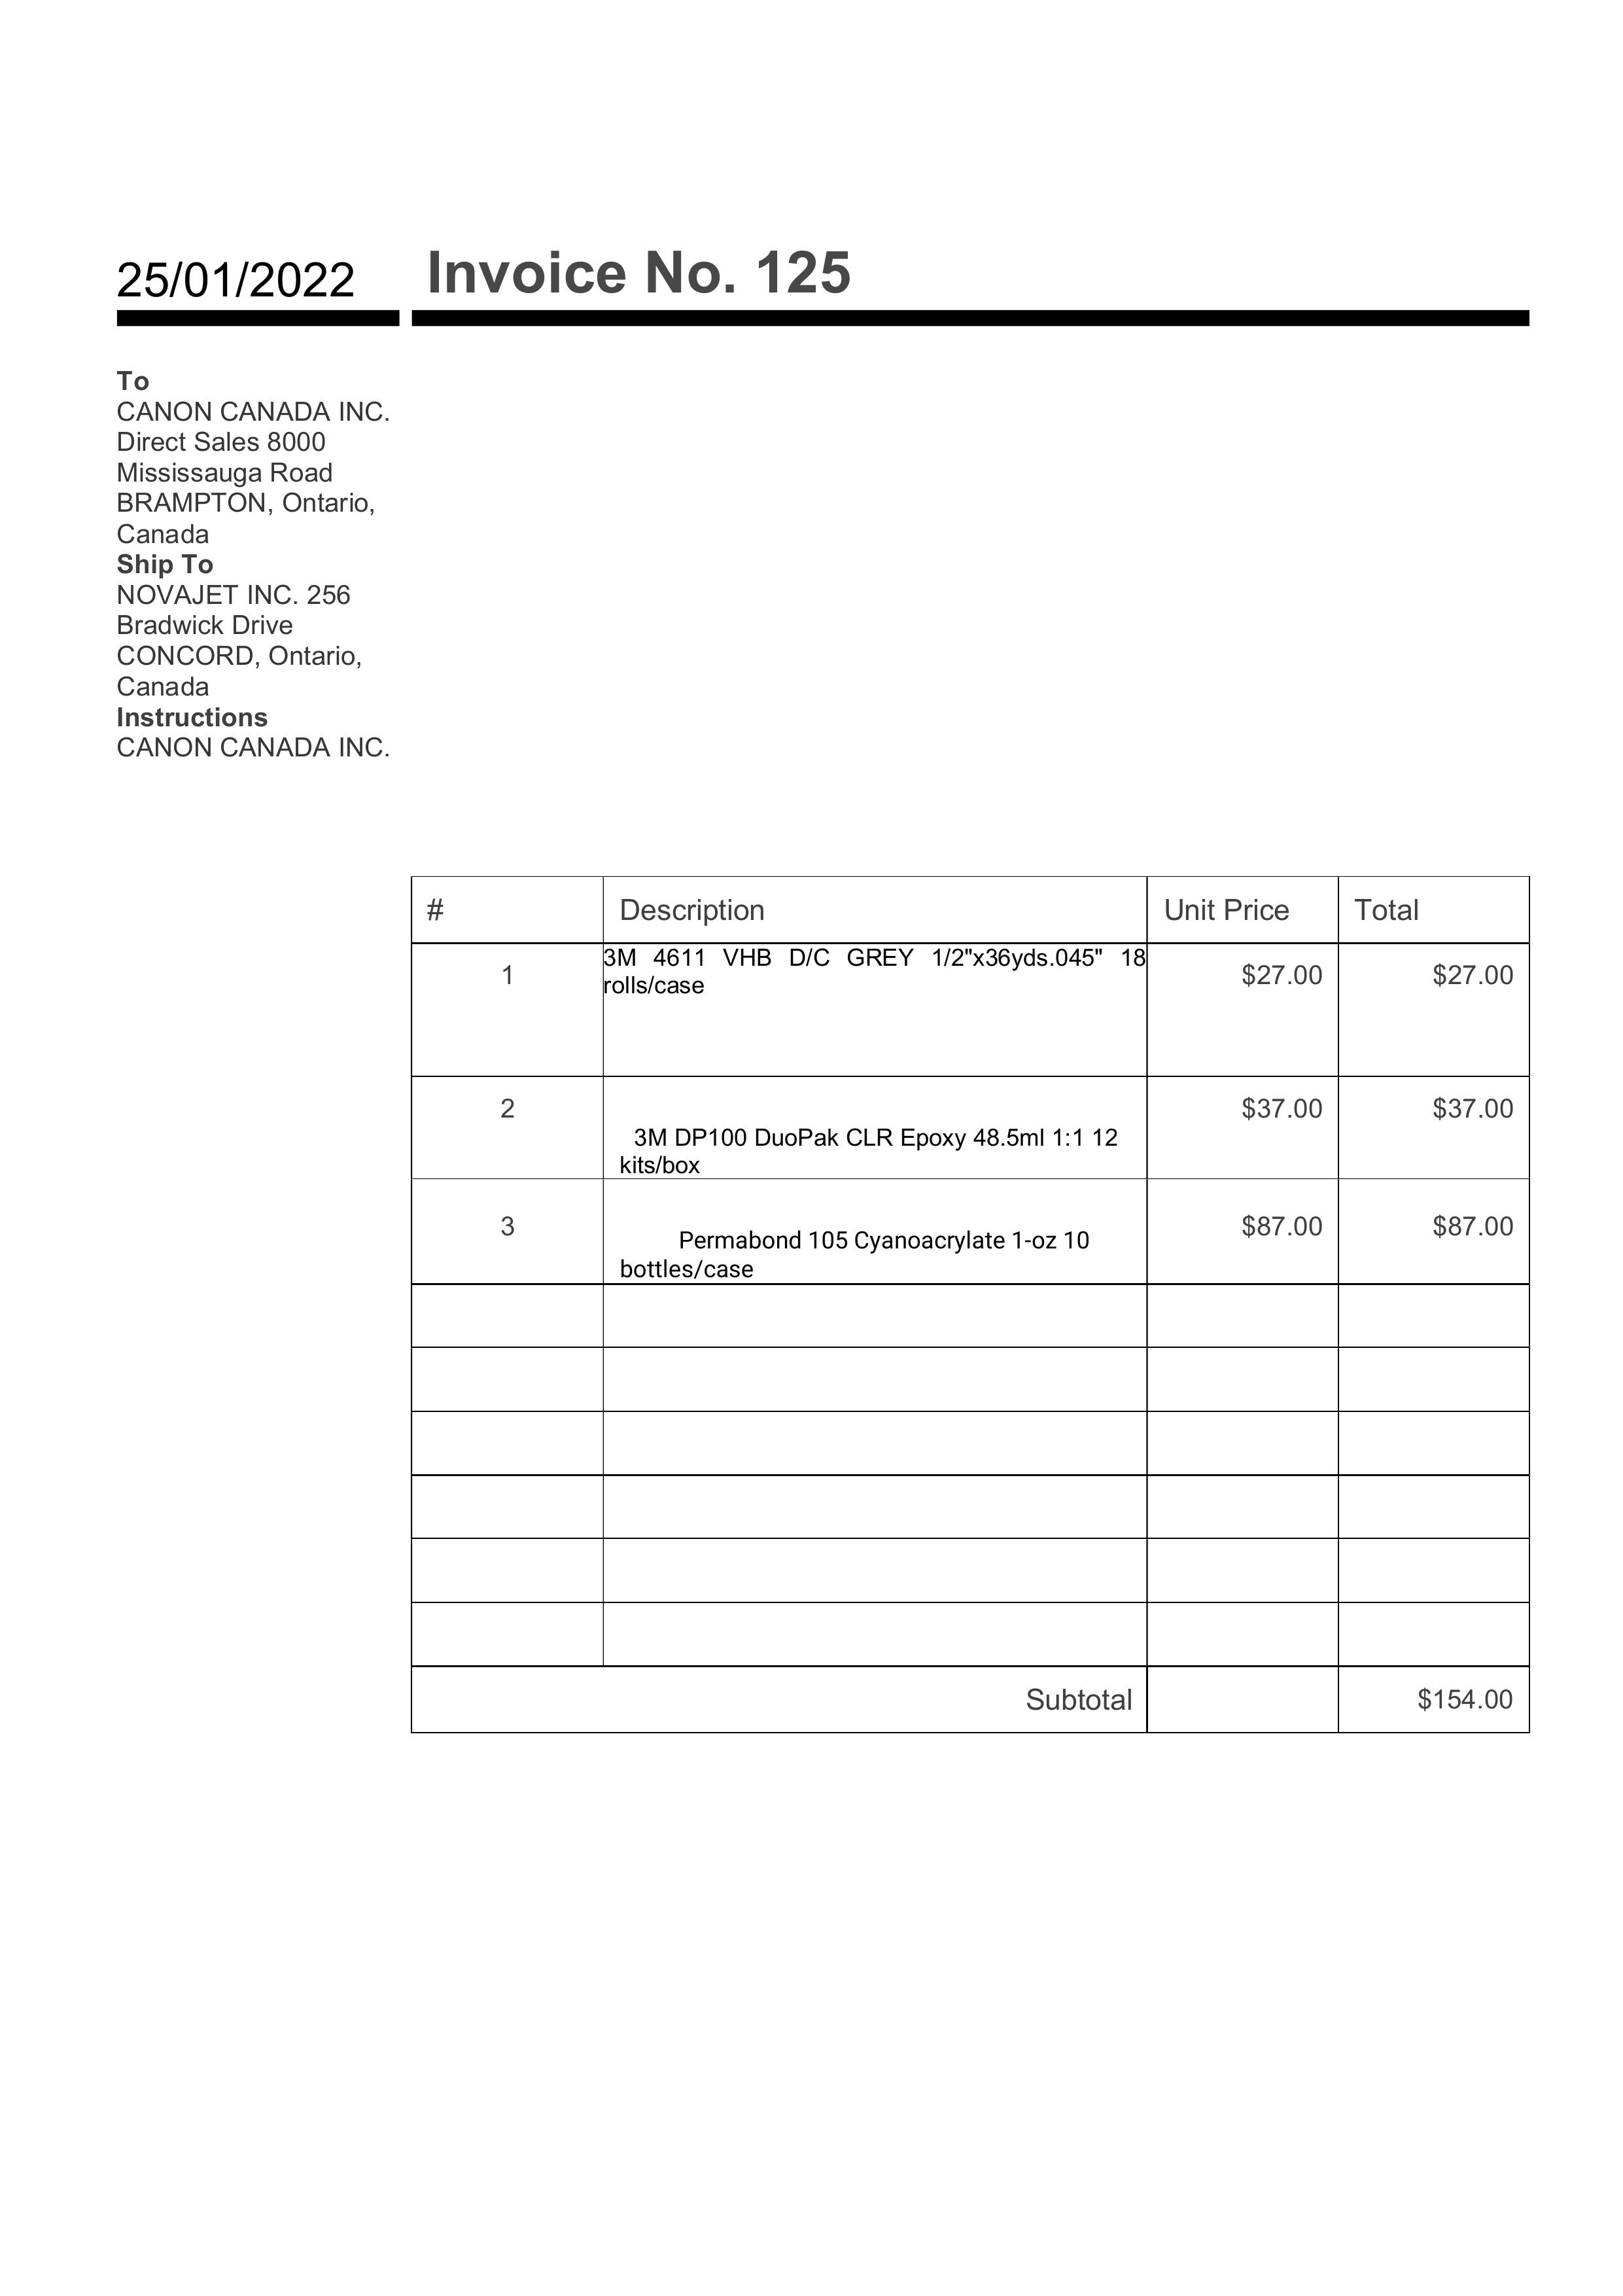 25/01/2022 Invoice No. 125
To
CANON CANADA INC.
Direct Sales 8000
Mississauga Road
BRAMPTON, Ontario,
Canada
Ship To
NOVAJET INC. 256
Bradwick Drive
CONCORD, Ontario,
Canada
Instructions
CANON CANADA INC.
# Description Unit Price Total
1 3M 4611 VHB D/C GREY 1/2"x36yds.045" 18 $27.00 $27.00
rolls/case
2 $37.00 $37.00
3M DP100 DuoPak CLR Epoxy 48.5ml 1:1 12
kits/box
3 $87.00 $87.00
Permabond 105 Cyanoacrylate 1-oz 10
bottles/case
Subtotal $154.00